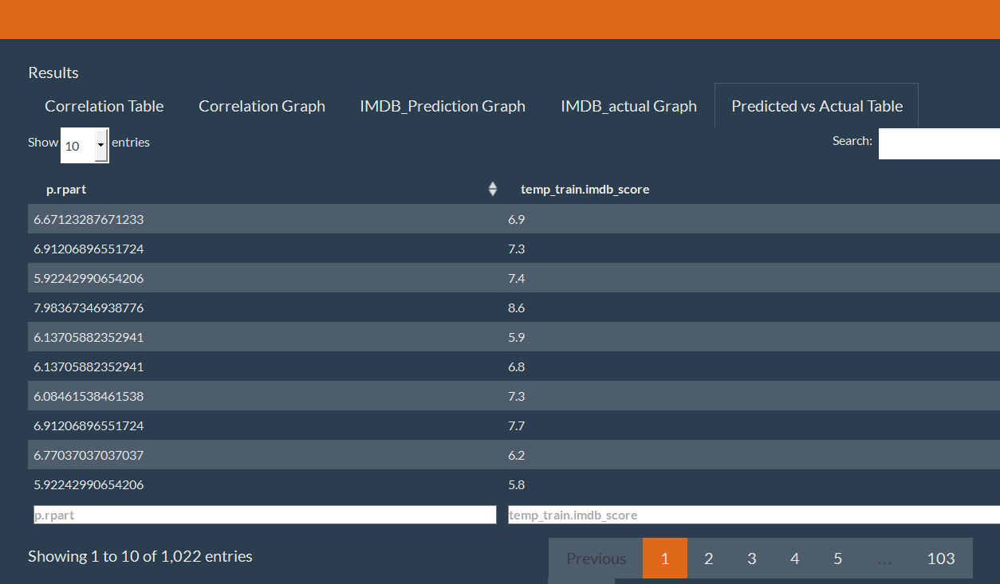 Results
Correlation Table Correlation Graph IMDB_Prediction Graph IMDB_actual Graph Predicted vs Actual Table
Show 10 entries Search:
p.rpart temp_train.imdb_score
6.67123287671233 6.9
6.91206896551724 7.3
5.92242990654206 7.4
7.98367346938776 8.6
6.13705882352941 5.9
6.13705882352941 6.8
6.08461538461538 7.3
6.91206896551724 7.7
6.77037037037037 6.2
5.92242990654206 5.8
p.rpart temp_train.imdb_score
Showing 1 to 10 of 1,022 entries Previous 1 2 3 4 5 ... 103